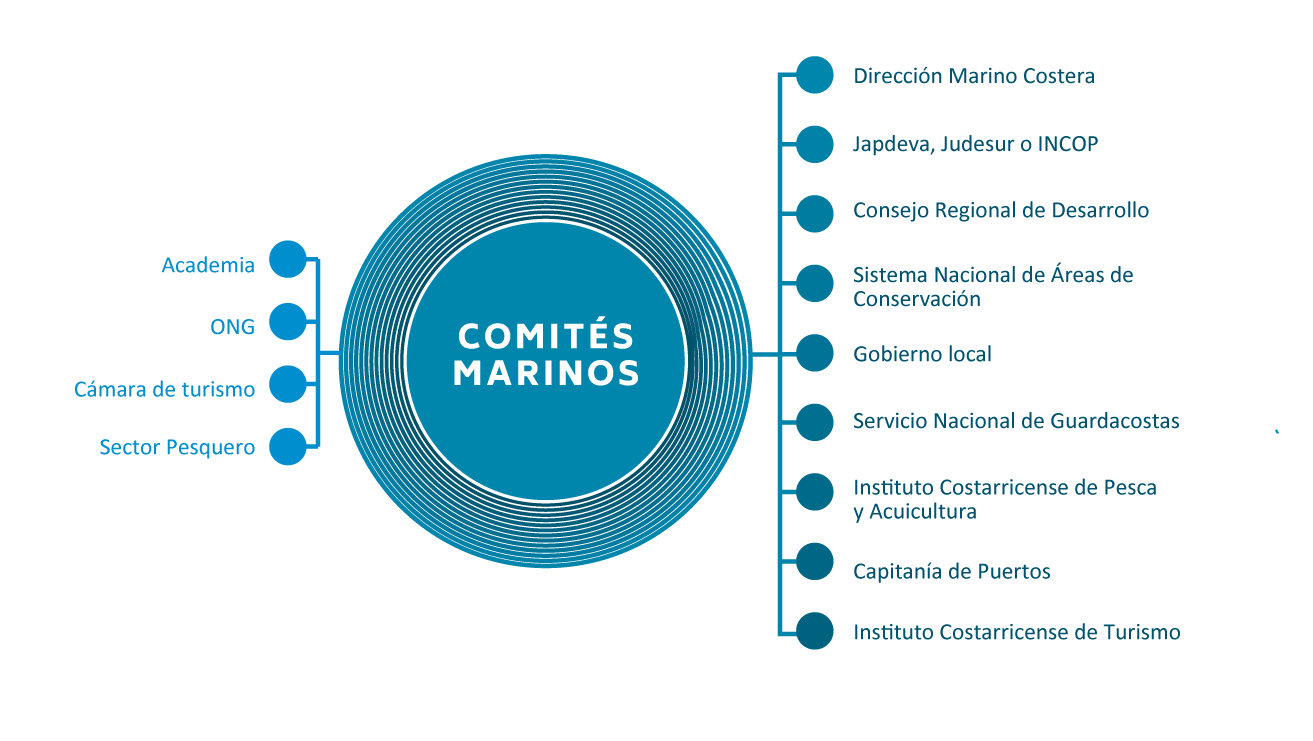 Academia
ONG
Cámara de turismo
Sector Pesquero
COMITÉS
MARINOS
Dirección Marino Costera
Japdeva, Judesur o INCOP
Consejo Regional de Desarrollo
Sistema Nacional de Áreas de
Conservación
Gobierno local
Servicio Nacional de Guardacostas
Instituto Costarricense de Pesca
y Acuicultura
Capitanía de Puertos
Instituto Costarricense de Turismo